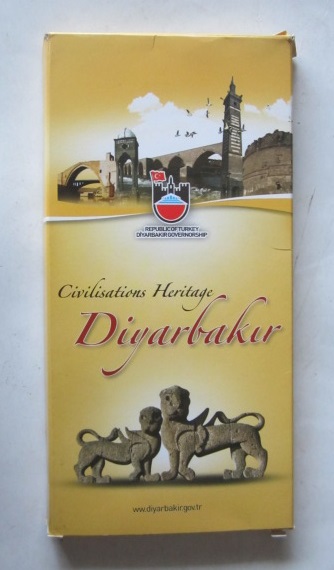 REPUBLIC OF TURKEY
DIYARBAKIR GOVERNORSHIP
Civilisations Heritage
Diyarbakır
www.diyarbakir.gov.tr